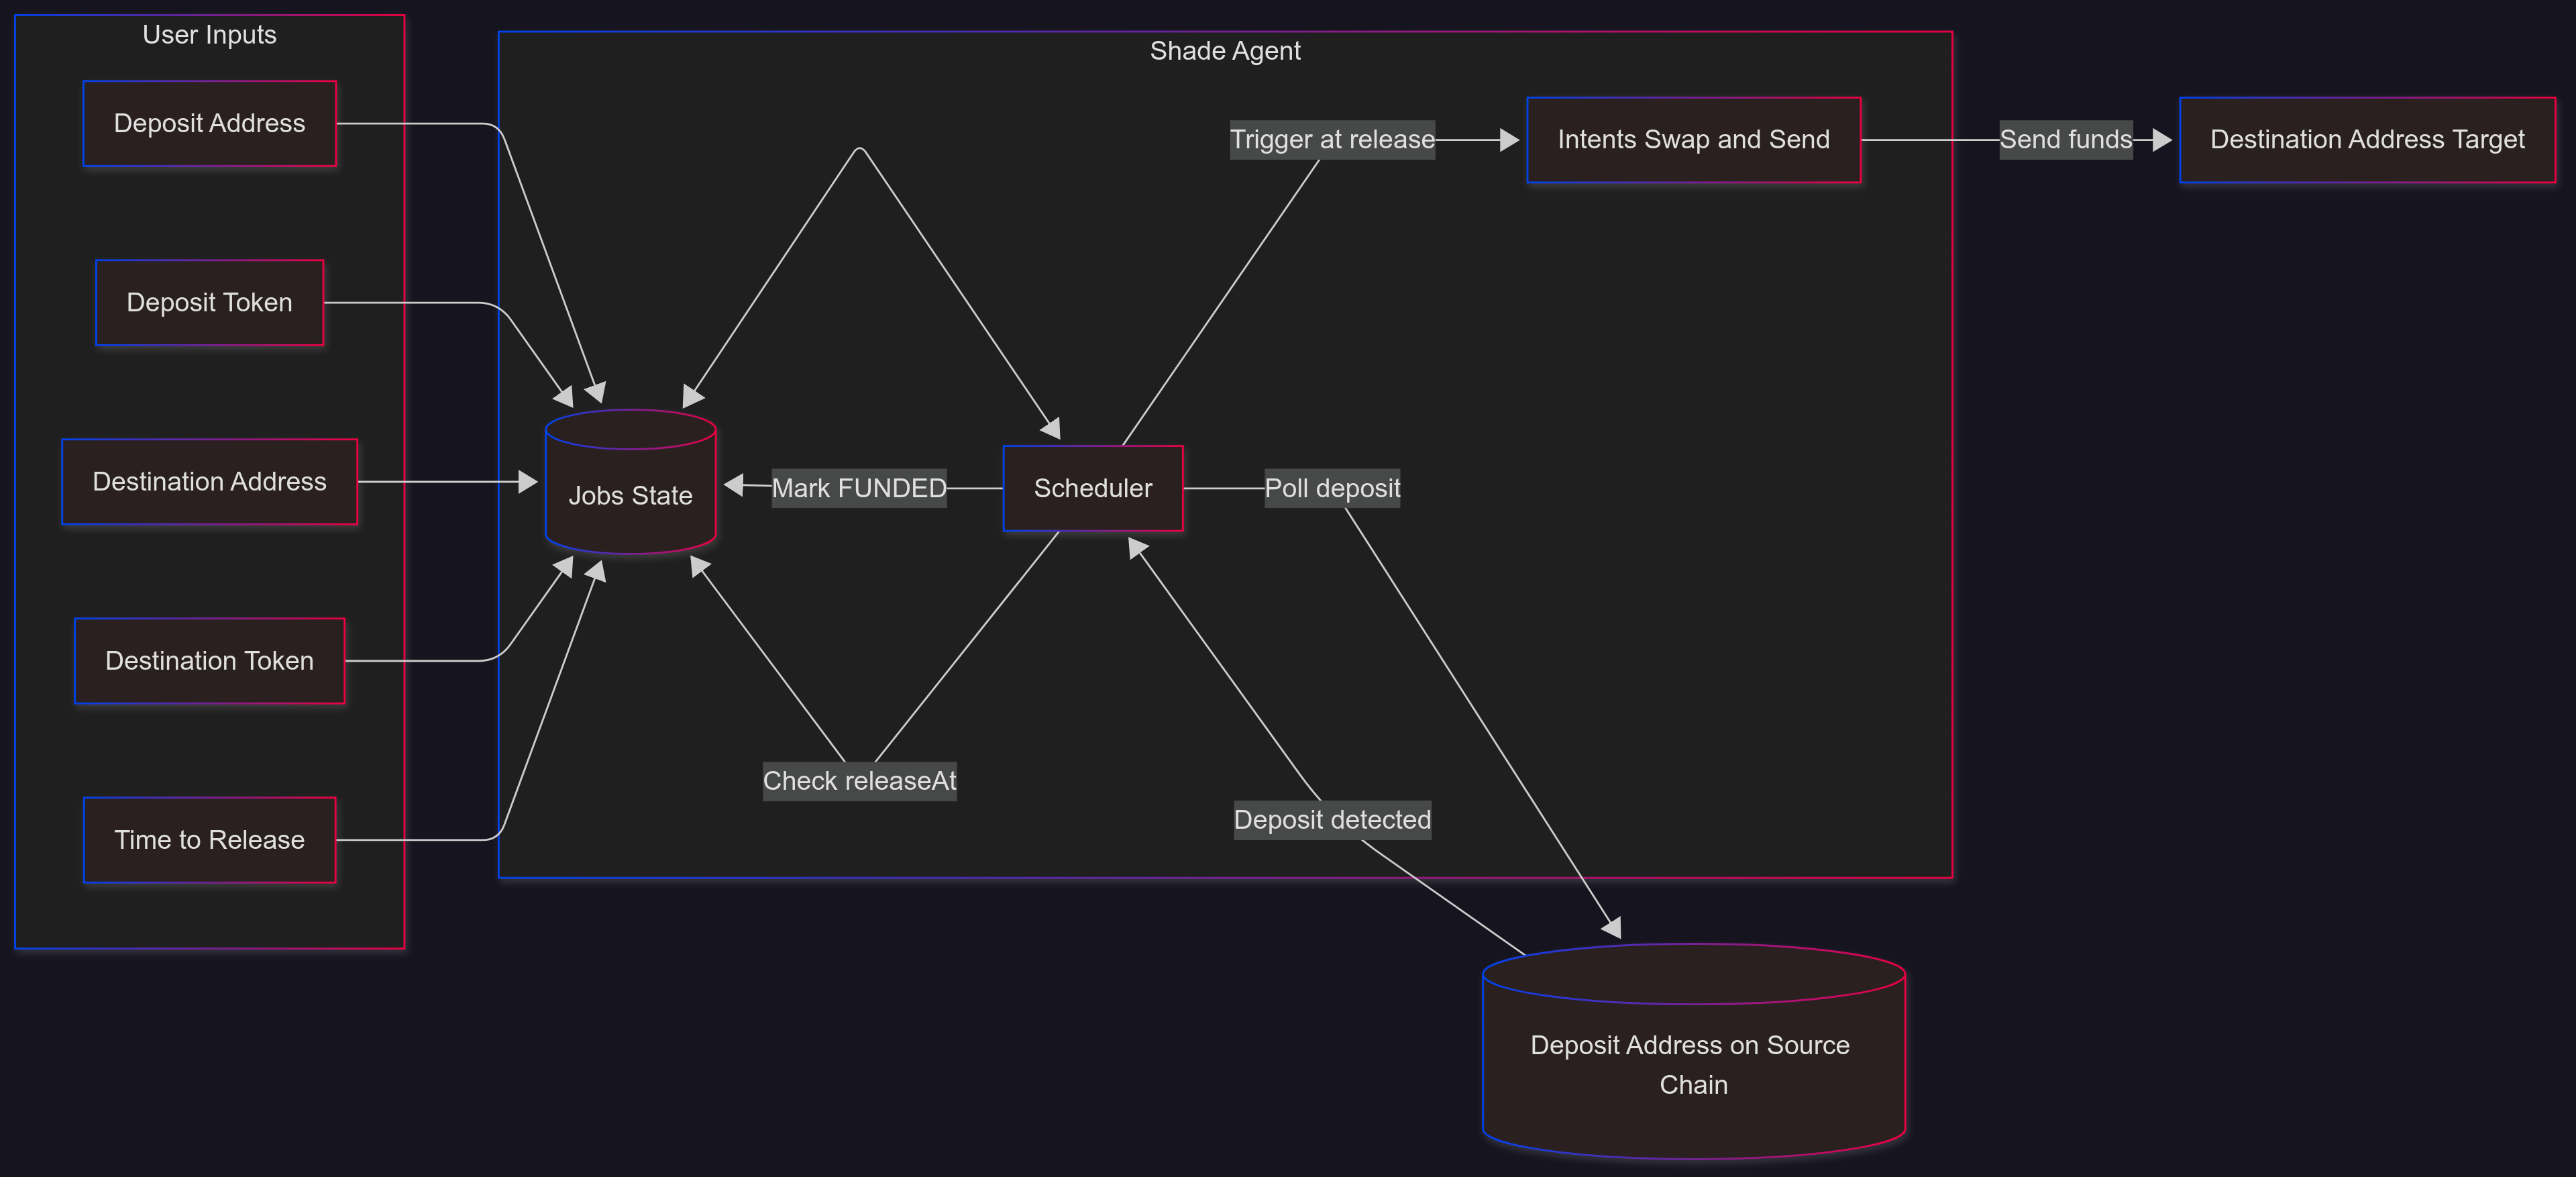 User Inputs
Deposit Address
Deposit Token
Destination Address
Destination Token
Time to Release
Shade Agent
Trigger at release
Intents Swap and Send
Send funds
Destination Address Target
Jobs State
Mark FUNDED
Scheduler
Poll deposit
Check releaseAt
Deposit detected
Deposit Address on Source
Chain